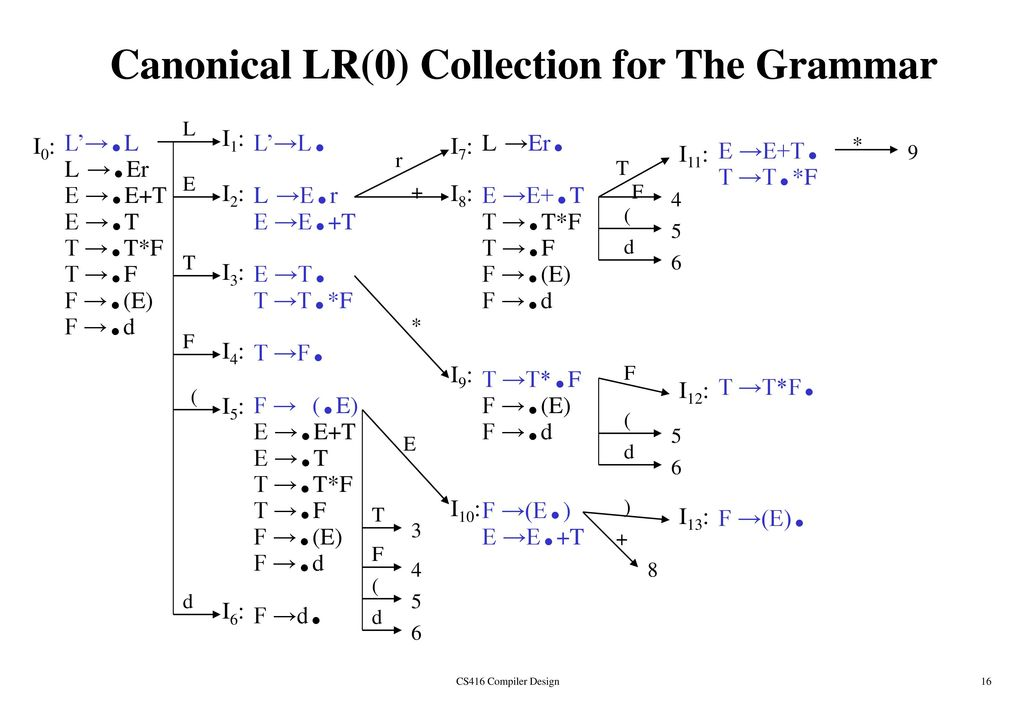 Canonical LR(0) Collection for The Grammar
I0: L’→●L
L →●Er
E →●E+T
E →●T
T →●T*F
T →●F
F →●(E)
F →●d
L
I1: L’→L●
E
I2: L →E●r
E →E●+T
T
I3: E →T●
T →T●*F
F
I4: T →F●
(
I5: F → (●E)
E →●E+T
E →●T
T →●T*F
T →●F
F →●(E)
F →●d
d
I6: F →d●
r
I7: L →Er●
+
I8: E →E+●T
T →●T*F
T →●F
F →●(E)
F →●d
*
I9: T →T*●F
F →●(E)
F →●d
E
I10: F →(E●)
E →E●+T
T
3
F
4
(
5
d
6
T
I11: E →E+T●
T →T●*F
*
9
F
4
(
5
d
6
F
I12: T →T*F●
(
5
d
6
)
I13: F →(E)●
+
8
CS416 Compiler Design
16